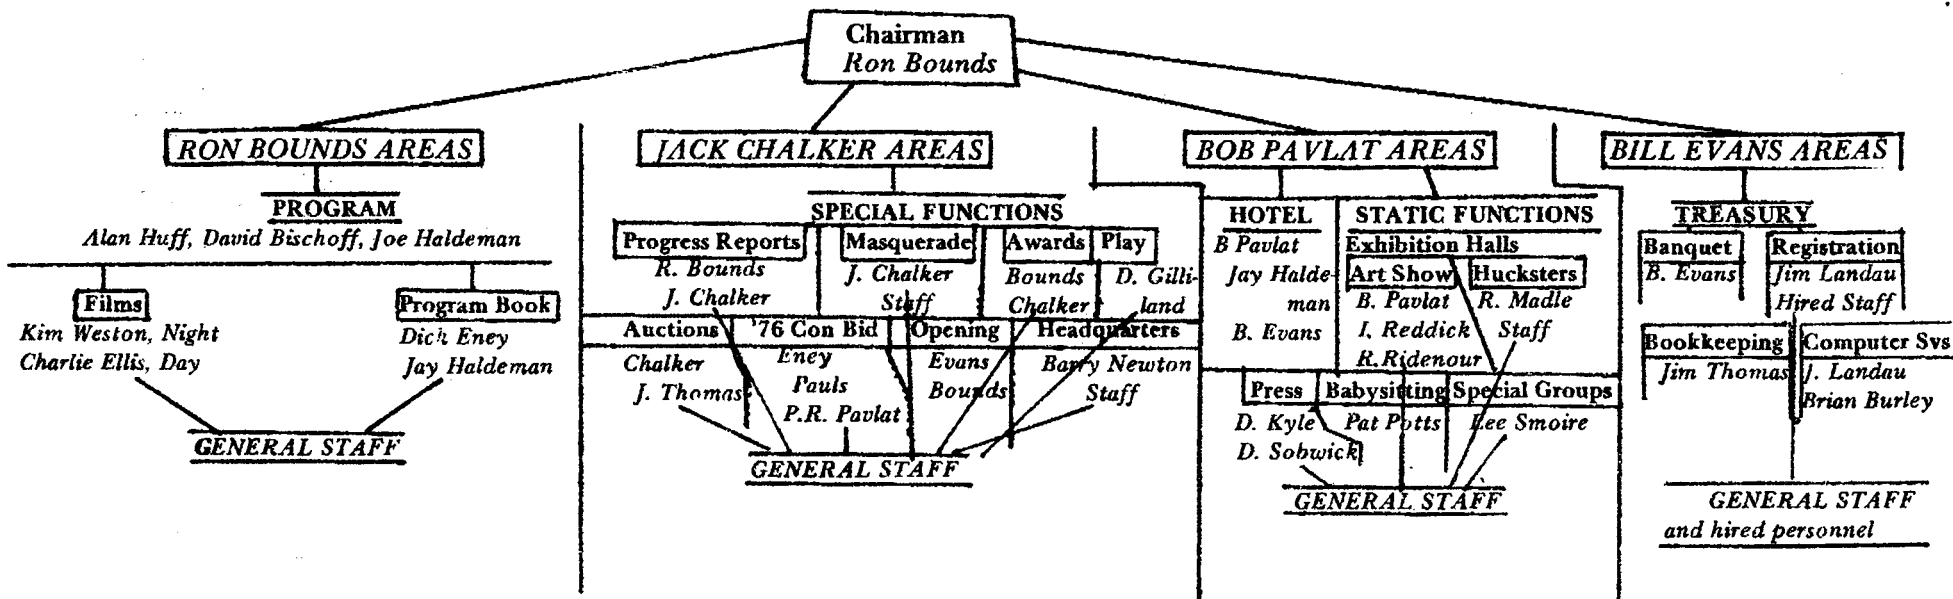 Chairman
Ron Bounds
RON BOUNDS AREAS
PROGRAM
Alan Huff, David Bischoff, Joe Haldeman
Films
Kim Weston, Night
Charlie Ellis, Day
Program Book
Dick Eney
Jay Haldeman
GENERAL STAFF
JACK CHALKER AREAS
SPECIAL FUNCTIONS
Progress Reports
R. Bounds
J. Chalker
Masquerade
J. Chalker
Staff
Awards
Bounds
Chalker
Play
D. Gilli-
land
Auctions
Chalker
J. Thomas
'76 Con Bid
Eney
Pauls
P.R. Pavlat
Opening
Evans
Bounds
Headquarters
Barry Newton
Staff
GENERAL STAFF
BOB PAVLAT AREAS
HOTEL
B Pavlat
Jay Halde-
man
B. Evans
STATIC FUNCTIONS
Exhibition Halls
Art Show
B. Pavlat
I. Reddick
R. Ridenour
Hucksters
R. Madle
Staff
Press
D. Kyle
D. Sobwick
Babysitting
Pat Potts
Special Groups
Lee Smoire
GENERAL STAFF
BILL EVANS AREAS
TREASURY
Banquet
B. Evans
Registration
Jim Landau
Hired Staff
Bookkeeping
Jim Thomas
Computer Svs
J. Landau
Brian Burley
GENERAL STAFF
and hired personnel